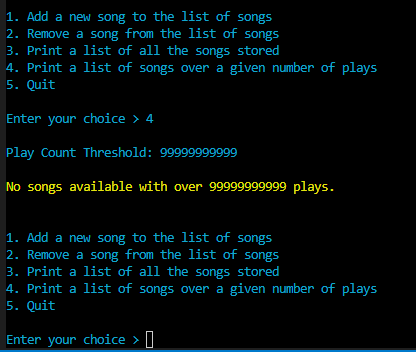 1. Add a new song to the list of songs
2. Remove a song from the list of songs
3. Print a list of all the songs stored
4. Print a list of songs over a given number of plays
5. Quit
Enter your choice > 4
Play Count Threshold: 99999999999
No songs available with over 99999999999 plays.
1. Add a new song to the list of songs
2. Remove a song from the list of songs
3. Print a list of all the songs stored
4. Print a list of songs over a given number of plays
5. Quit
Enter your choice >